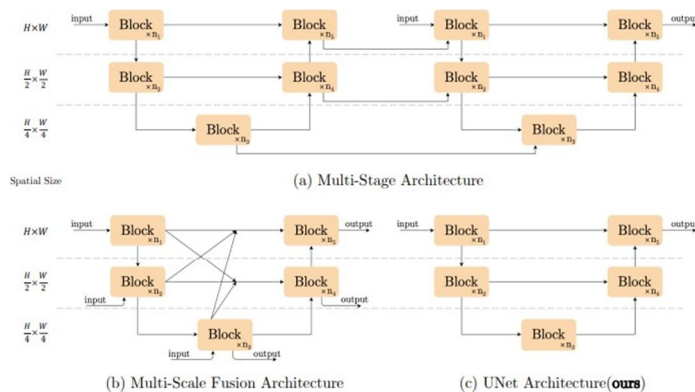 input Block ×n₁ Block ×n₅ Block ×n₁ Block ×n₅ output
H×W
H/2 × W/2 Block ×n₂ Block ×n₄ Block ×n₂ Block ×n₄
H/4 × W/4 Block ×n₃ Block ×n₃
Spatial Size
(a) Multi-Stage Architecture
input Block ×n₁ Block ×n₅ output
H×W
H/2 × W/2 Block ×n₂ Block ×n₄
input output
H/4 × W/4 Block ×n₃
input output
(b) Multi-Scale Fusion Architecture
input Block ×n₁ Block ×n₅ output
Block ×n₂ Block ×n₄
Block ×n₃
(c) UNet Architecture(ours)